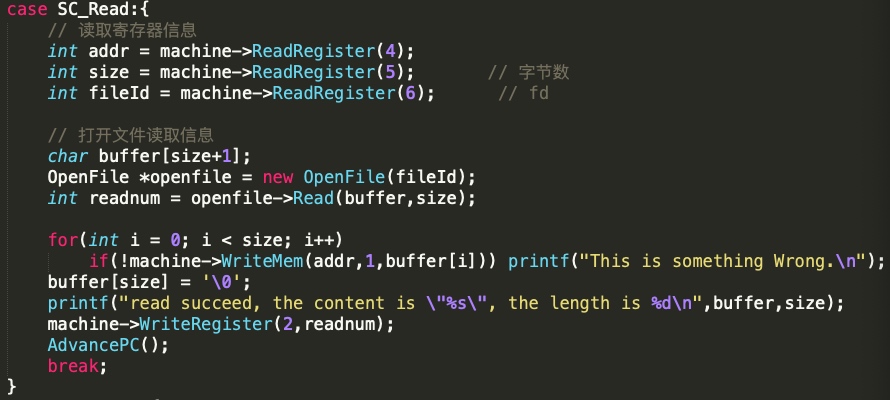 case SC_Read:{
    // 读取寄存器信息
    int addr = machine->ReadRegister(4);
    int size = machine->ReadRegister(5);       // 字节数
    int fileId = machine->ReadRegister(6);      // fd
    // 打开文件读取信息
    char buffer[size+1];
    OpenFile *openfile = new OpenFile(fileId);
    int readnum = openfile->Read(buffer,size);
    for(int i = 0; i < size; i++)
        if(!machine->WriteMem(addr,1,buffer[i])) printf("This is something Wrong.\n");
    buffer[size] = '\0';
    printf("read succeed, the content is \"%s\", the length is %d\n",buffer,size);
    machine->WriteRegister(2,readnum);
    AdvancePC();
    break;
}